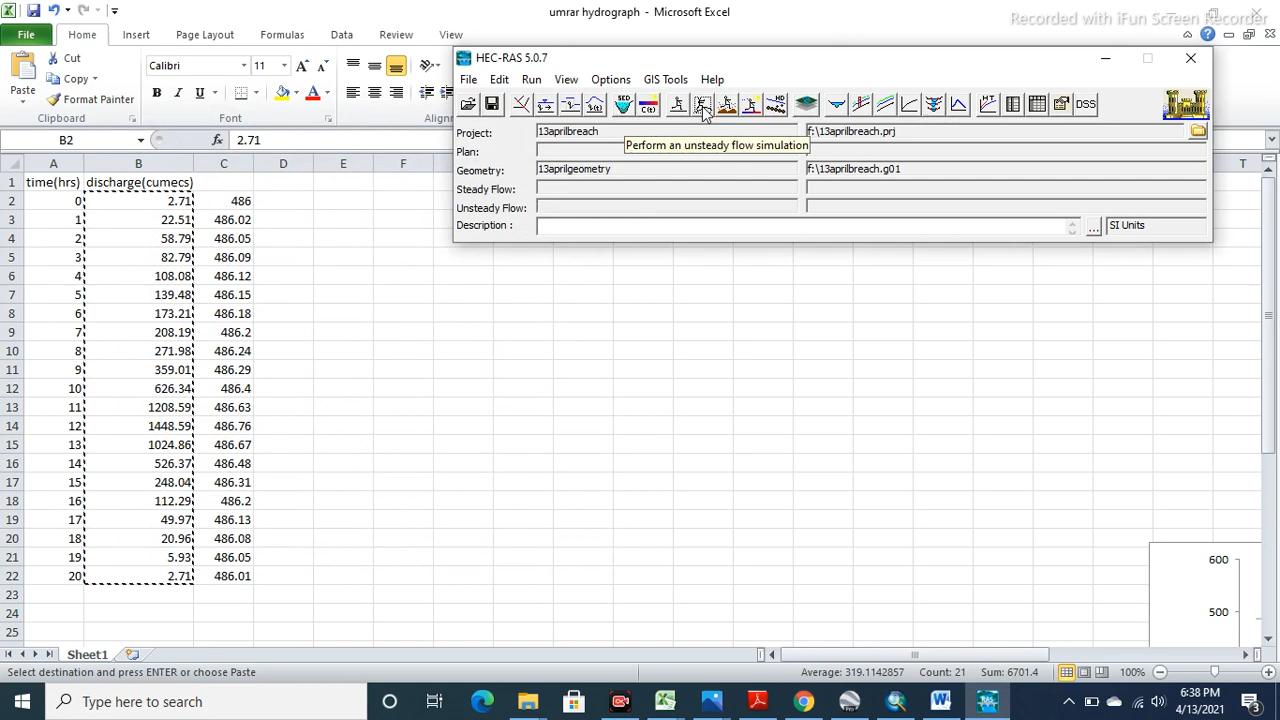 umrar hydrograph - Microsoft Excel
Recorded with iFun Screen Recorder
File Home Insert Page Layout Formulas Data Review View
Cut
Copy
Format Painter
Paste
Clipboard
Calibri 11
Font
B2 fx 2.71
HEC-RAS 5.0.7
File Edit Run View Options GIS Tools Help
DSS
Project: 13aprilbreach f:\13aprilbreach.prj
Perform an unsteady flow simulation
Plan:
Geometry: 13aprilgeometry f:\13aprilbreach.g01
Steady Flow:
Unsteady Flow:
Description : ... SI Units
A B C D E F T
1 time(hrs) discharge(cumecs)
2 0 2.71 486
3 1 22.51 486.02
4 2 58.79 486.05
5 3 82.79 486.09
6 4 108.08 486.12
7 5 139.48 486.15
8 6 173.21 486.18
9 7 208.19 486.2
10 8 271.98 486.24
11 9 359.01 486.29
12 10 626.34 486.4
13 11 1208.59 486.63
14 12 1448.59 486.76
15 13 1024.86 486.67
16 14 526.37 486.48
17 15 248.04 486.31
18 16 112.29 486.2
19 17 49.97 486.13
20 18 20.96 486.08
21 19 5.93 486.05
22 20 2.71 486.01
23
24
25
600
500
Sheet1
Select destination and press ENTER or choose Paste Average: 319.1142857 Count: 21 Sum: 6701.4 100%
Type here to search
6:38 PM
4/13/2021
3